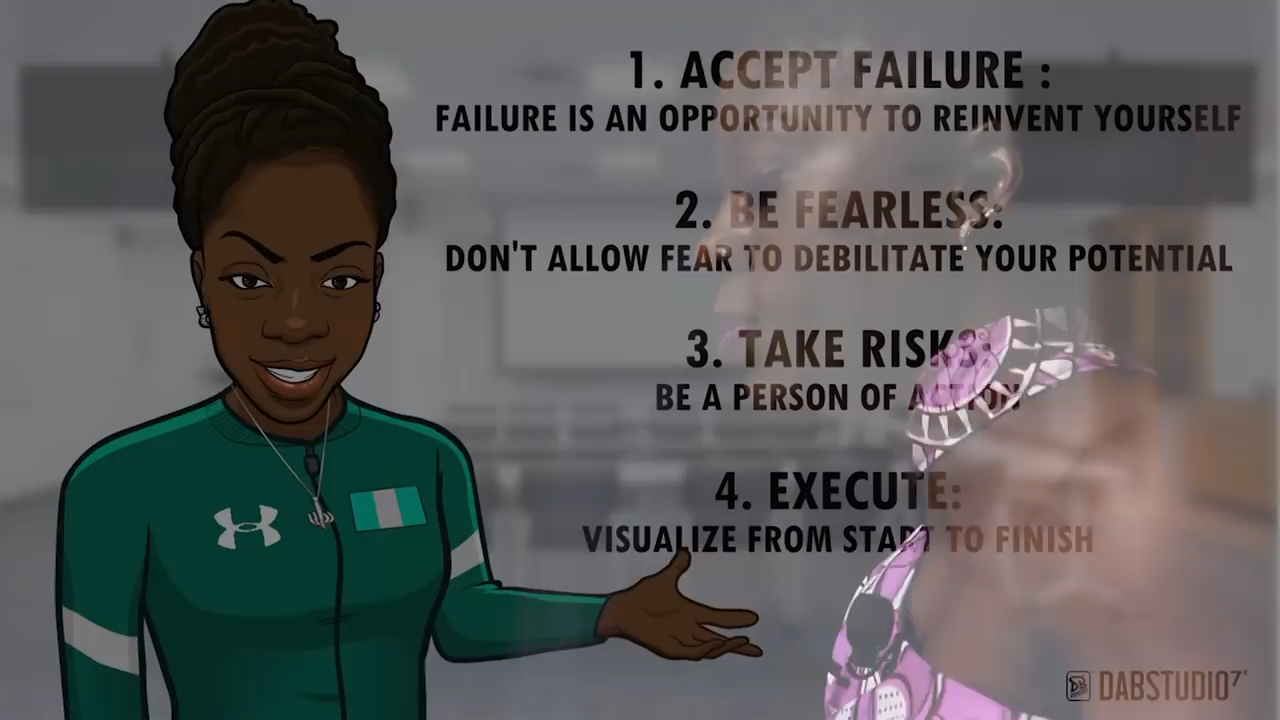 1. ACCEPT FAILURE :
FAILURE IS AN OPPORTUNITY TO REINVENT YOURSELF
2. BE FEARLESS:
DON'T ALLOW FEAR TO DEBILITATE YOUR POTENTIAL
3. TAKE RISKS:
BE A PERSON OF ACTION
4. EXECUTE:
VISUALIZE FROM START TO FINISH
DABSTUDIO7